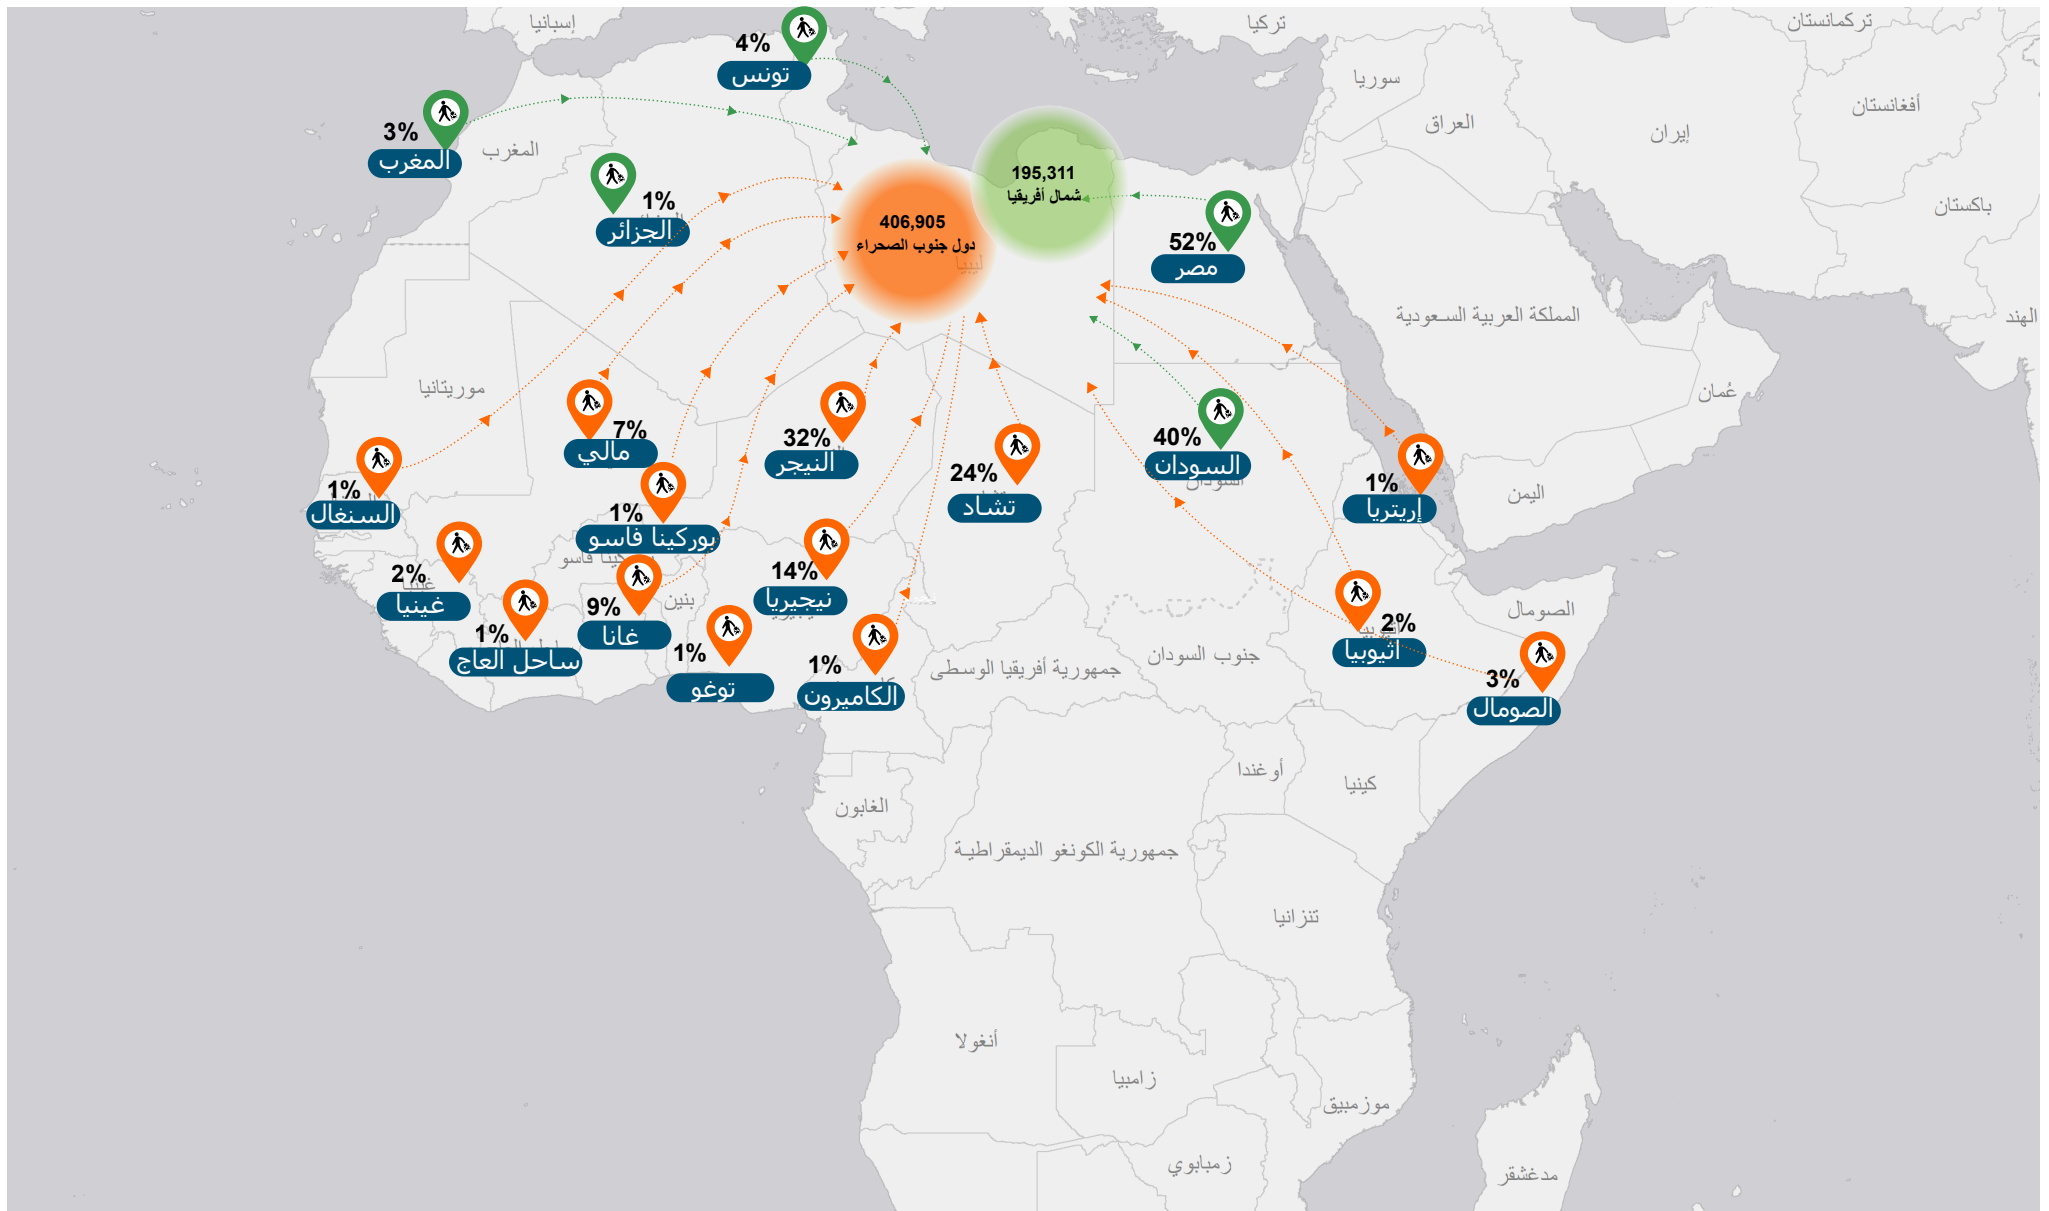 إسبانيا
تركيا
تركمانستان
4%
تونس
سوريا
أفغانستان
3%
المغرب
المغرب
العراق
إيران
195,311
شمال أفريقيا
1%
الجزائر
406,905
دول جنوب الصحراء
ليبيا
52%
مصر
باكستان
المملكة العربية السعودية
الهند
موريتانيا
عُمان
7%
مالي
32%
النيجر
24%
تشاد
40%
السودان
السودان
1%
إريتريا
اليمن
1%
السنغال
1%
بوركينا فاسو
2%
غينيا
9%
غانا
بنين
14%
نيجيريا
1%
ساحل العاج
1%
توغو
1%
الكاميرون
جمهورية أفريقيا الوسطى
جنوب السودان
2%
اثيوبيا
الصومال
3%
الصومال
أوغندا
كينيا
الغابون
جمهورية الكونغو الديمقراطية
تنزانيا
أنغولا
زامبيا
موزمبيق
زمبابوي
مدغشقر